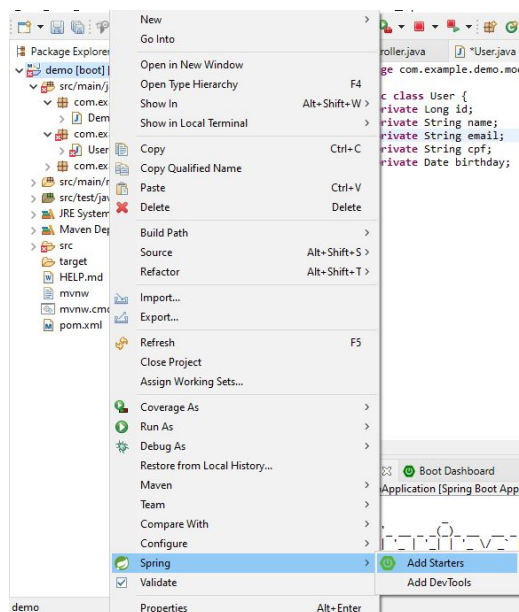 Package Explorer
demo [boot]
src/main/j
com.ex
Dem
com.ex
User
com.ex
src/main/r
src/test/jav
JRE System
Maven Dep
src
target
HELP.md
mvnw
mvnw.cmd
pom.xml
demo
New
Go Into
Open in New Window
Open Type Hierarchy F4
Show In Alt+Shift+W
Show in Local Terminal
Copy Ctrl+C
Copy Qualified Name
Paste Ctrl+V
Delete Delete
Build Path
Source Alt+Shift+S
Refactor Alt+Shift+T
Import...
Export...
Refresh F5
Close Project
Assign Working Sets...
Coverage As
Run As
Debug As
Restore from Local History...
Maven
Team
Compare With
Configure
Spring
Validate
Properties Alt+Enter
Add Starters
Add DevTools
roller.java *User.java
ge com.example.demo.mod
c class User {
rivate Long id;
rivate String name;
rivate String email;
rivate String cpf;
rivate Date birthday;
Boot Dashboard
Application [Spring Boot App